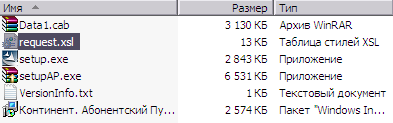 Имя Размер Тип
Data1.cab 3 130 КБ Архив WinRAR
request.xsl 13 КБ Таблица стилей XSL
setup.exe 2 843 КБ Приложение
setupAP.exe 6 531 КБ Приложение
VersionInfo.txt 1 КБ Текстовый документ
Континент. Абонентский Пу... 2 574 КБ Пакет "Windows In...